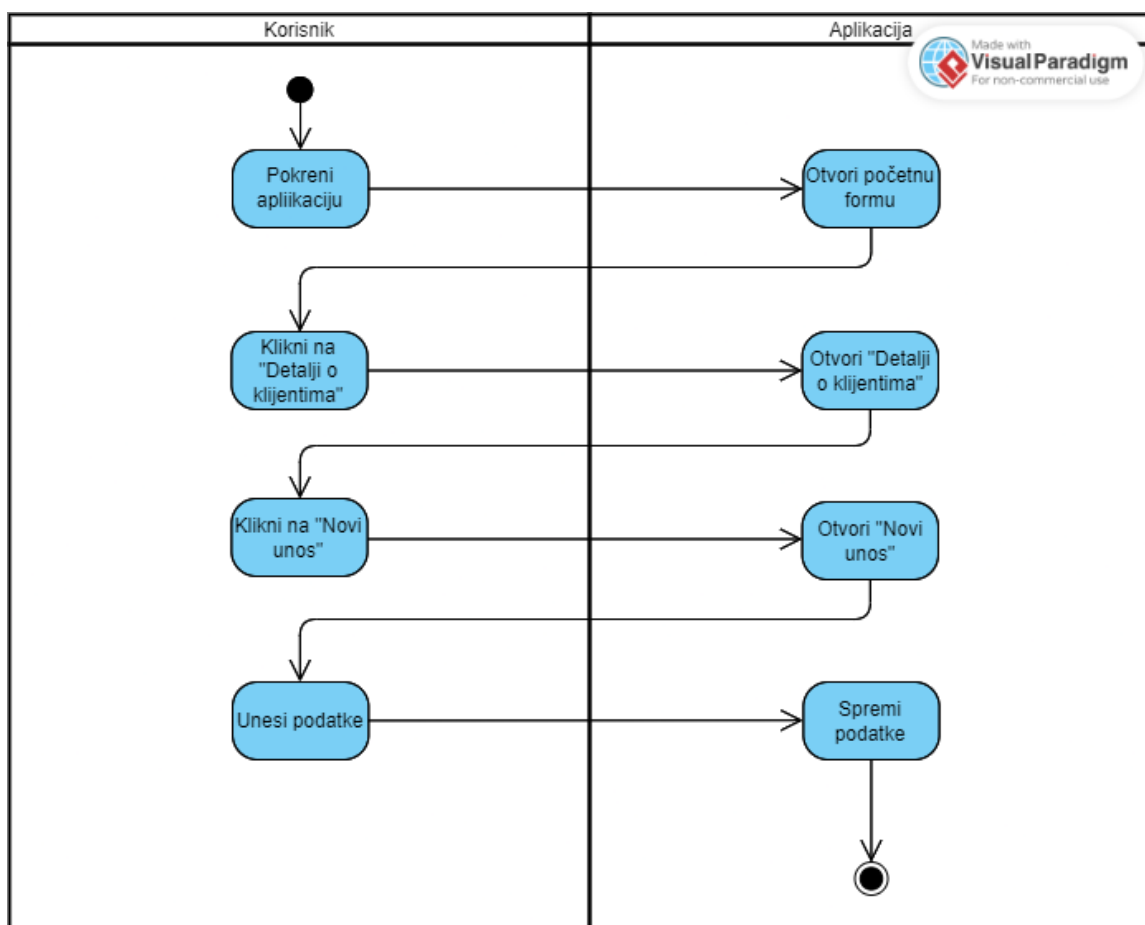 Korisnik
Aplikacija
Made with
Visual Paradigm
For non-commercial use
Pokreni
apliikaciju
Otvori početnu
formu
Klikni na
"Detalji o
klijentima"
Otvori "Detalji
o klijentima"
Klikni na "Novi
unos"
Otvori "Novi
unos"
Unesi podatke
Spremi
podatke